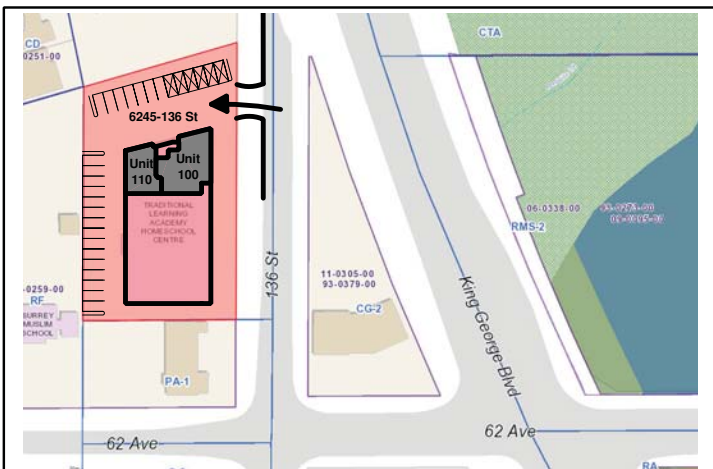 CTA
CD
0251-00
6245-136 St
Unit
110
Unit
100
TRADITIONAL
LEARNING
ACADEMY
HOMESCHOOL
CENTRE
06-0338-00
RMS-2
136 St
11-0305-00
93-0379-00
CG-2
King George Blvd
-0259-00
RF
SURREY
MUSLIM
SCHOOL
PA-1
62 Ave
62 Ave
RA